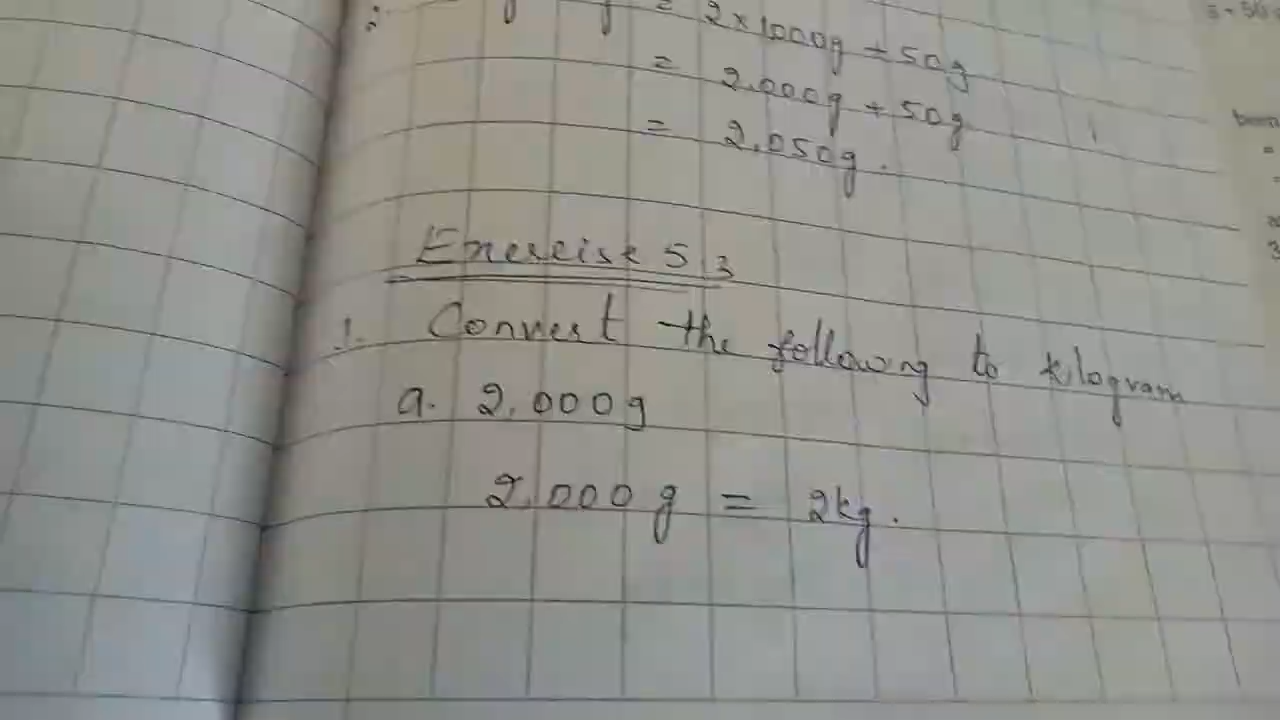 = 2×1000g + 50g
= 2,000g + 50g
= 2,050g.
Exercise 5.3
1. Convert the following to kilogram
a. 2,000g
2,000g = 2kg.